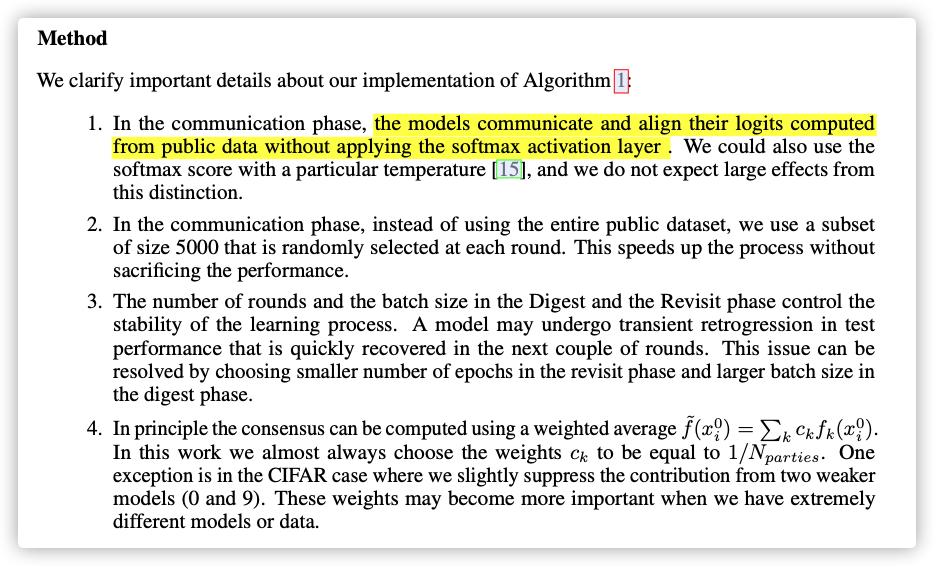 Method
We clarify important details about our implementation of Algorithm 1:
1. In the communication phase, the models communicate and align their logits computed
from public data without applying the softmax activation layer . We could also use the
softmax score with a particular temperature [15], and we do not expect large effects from
this distinction.
2. In the communication phase, instead of using the entire public dataset, we use a subset
of size 5000 that is randomly selected at each round. This speeds up the process without
sacrificing the performance.
3. The number of rounds and the batch size in the Digest and the Revisit phase control the
stability of the learning process. A model may undergo transient retrogression in test
performance that is quickly recovered in the next couple of rounds. This issue can be
resolved by choosing smaller number of epochs in the revisit phase and larger batch size in
the digest phase.
4. In principle the consensus can be computed using a weighted average f̃(x_i^0) = ∑_k c_k f_k(x_i^0).
In this work we almost always choose the weights c_k to be equal to 1/N_parties. One
exception is in the CIFAR case where we slightly suppress the contribution from two weaker
models (0 and 9). These weights may become more important when we have extremely
different models or data.